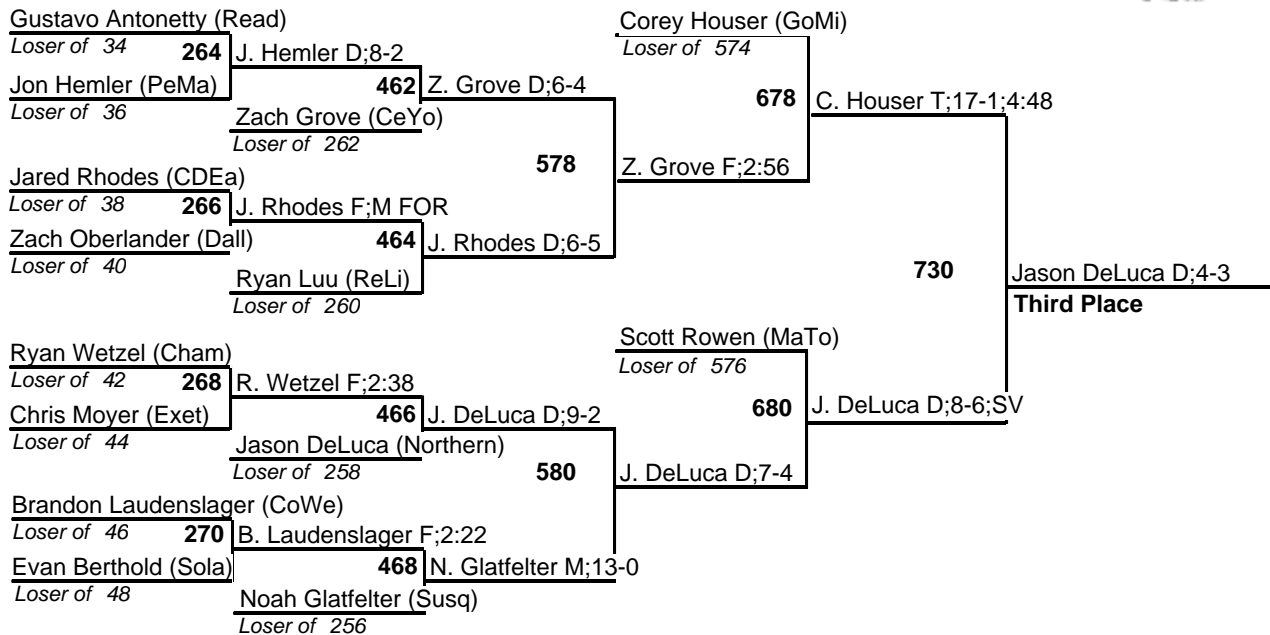 Gustavo Antonetty (Read)
Loser of 34
264
J. Hemler D;8-2
Jon Hemler (PeMa)
Loser of 36
462
Z. Grove D;6-4
Zach Grove (CeYo)
Loser of 262
578
Jared Rhodes (CDEa)
Loser of 38
266
J. Rhodes F;M FOR
Zach Oberlander (Dall)
Loser of 40
464
J. Rhodes D;6-5
Ryan Luu (ReLi)
Loser of 260
Corey Houser (GoMi)
Loser of 574
678
C. Houser T;17-1;4:48
Z. Grove F;2:56
730
Jason DeLuca D;4-3
Third Place
Ryan Wetzel (Cham)
Loser of 42
268
R. Wetzel F;2:38
Chris Moyer (Exet)
Loser of 44
466
J. DeLuca D;9-2
Jason DeLuca (Northern)
Loser of 258
580
Brandon Laudenslager (CoWe)
Loser of 46
270
B. Laudenslager F;2:22
Evan Berthold (Sola)
Loser of 48
468
N. Glatfelter M;13-0
Noah Glatfelter (Susq)
Loser of 256
Scott Rowen (MaTo)
Loser of 576
680
J. DeLuca D;8-6;SV
J. DeLuca D;7-4